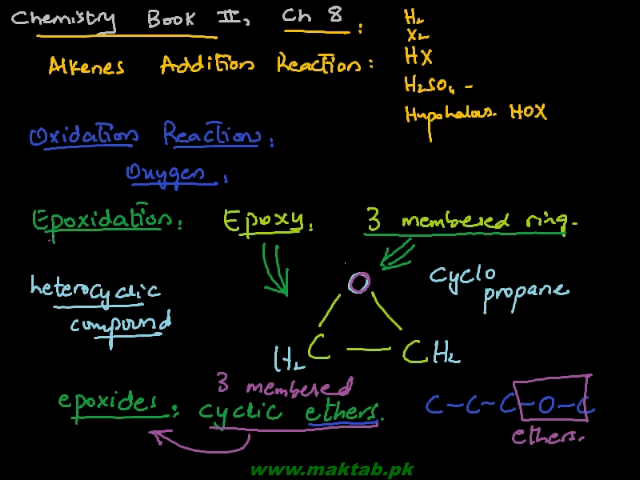 Chemistry Book II, Ch 8 :
Alkenes Addition Reaction :
H2
X2
HX
H2SO4 -
Hypohalous. HOX
Oxidation Reaction :
Oxygen :
Epoxidation : Epoxy, 3 membered ring.
heterocyclic
compound
cyclo
propane
O
H2C — CH2
3 membered
epoxides : cyclic ethers.
C-C-C-O-C
ethers.
www.maktab.pk